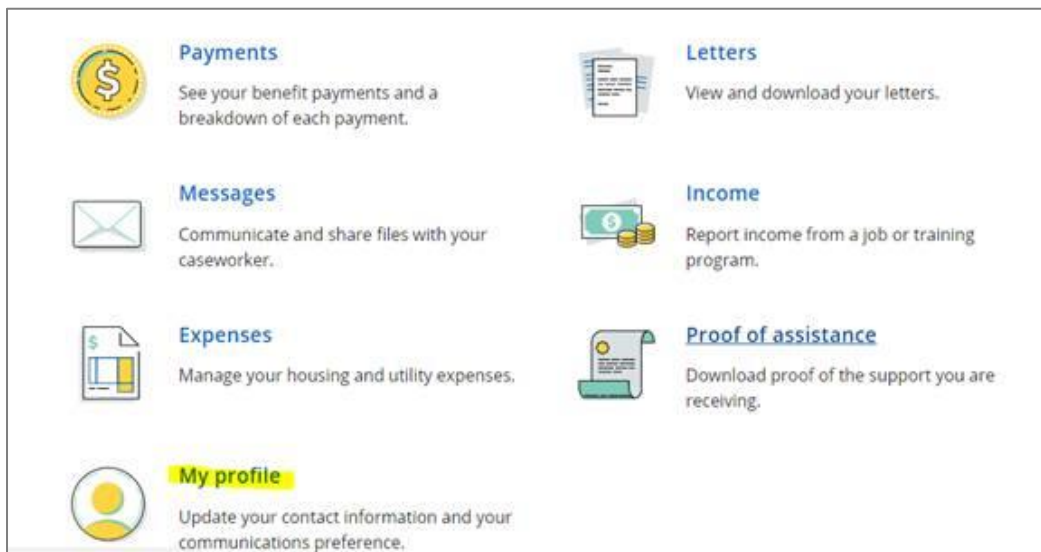 Payments
See your benefit payments and a
breakdown of each payment.
Letters
View and download your letters.
Messages
Communicate and share files with your
caseworker.
Income
Report income from a job or training
program.
Expenses
Manage your housing and utility expenses.
Proof of assistance
Download proof of the support you are
receiving.
My profile
Update your contact information and your
communications preference.